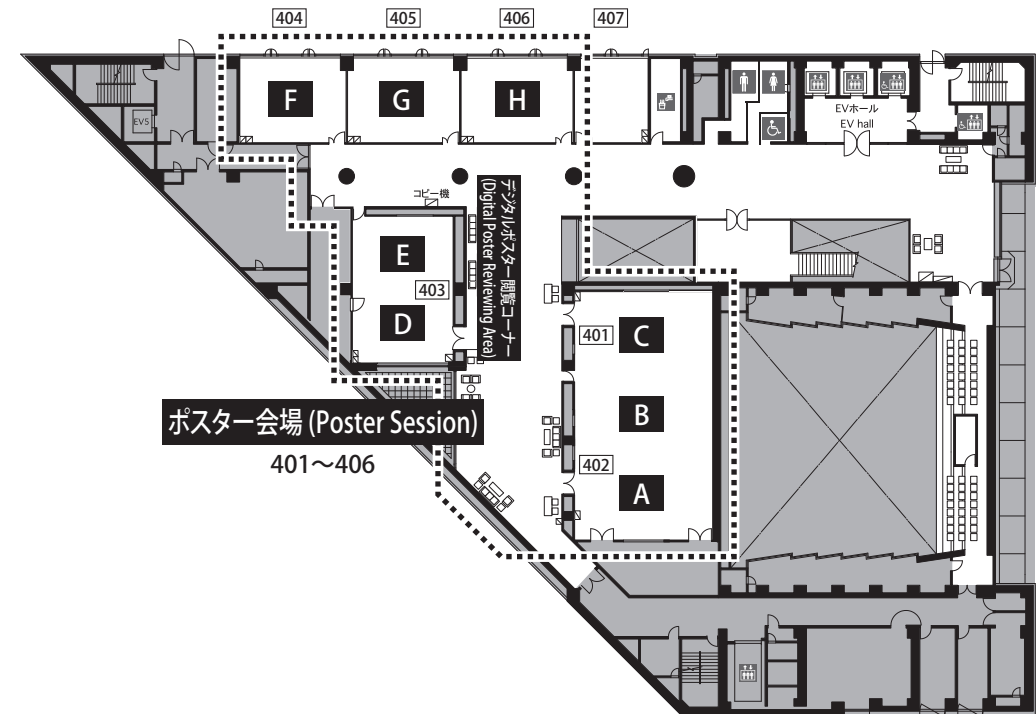 404
405
406
407
F
G
H
EV5
EVホール
EV hall
コピー機
デジタルポスター閲覧コーナー
(Digital Poster Reviewing Area)
E
403
D
401
C
B
402
A
ポスター会場 (Poster Session)
401〜406